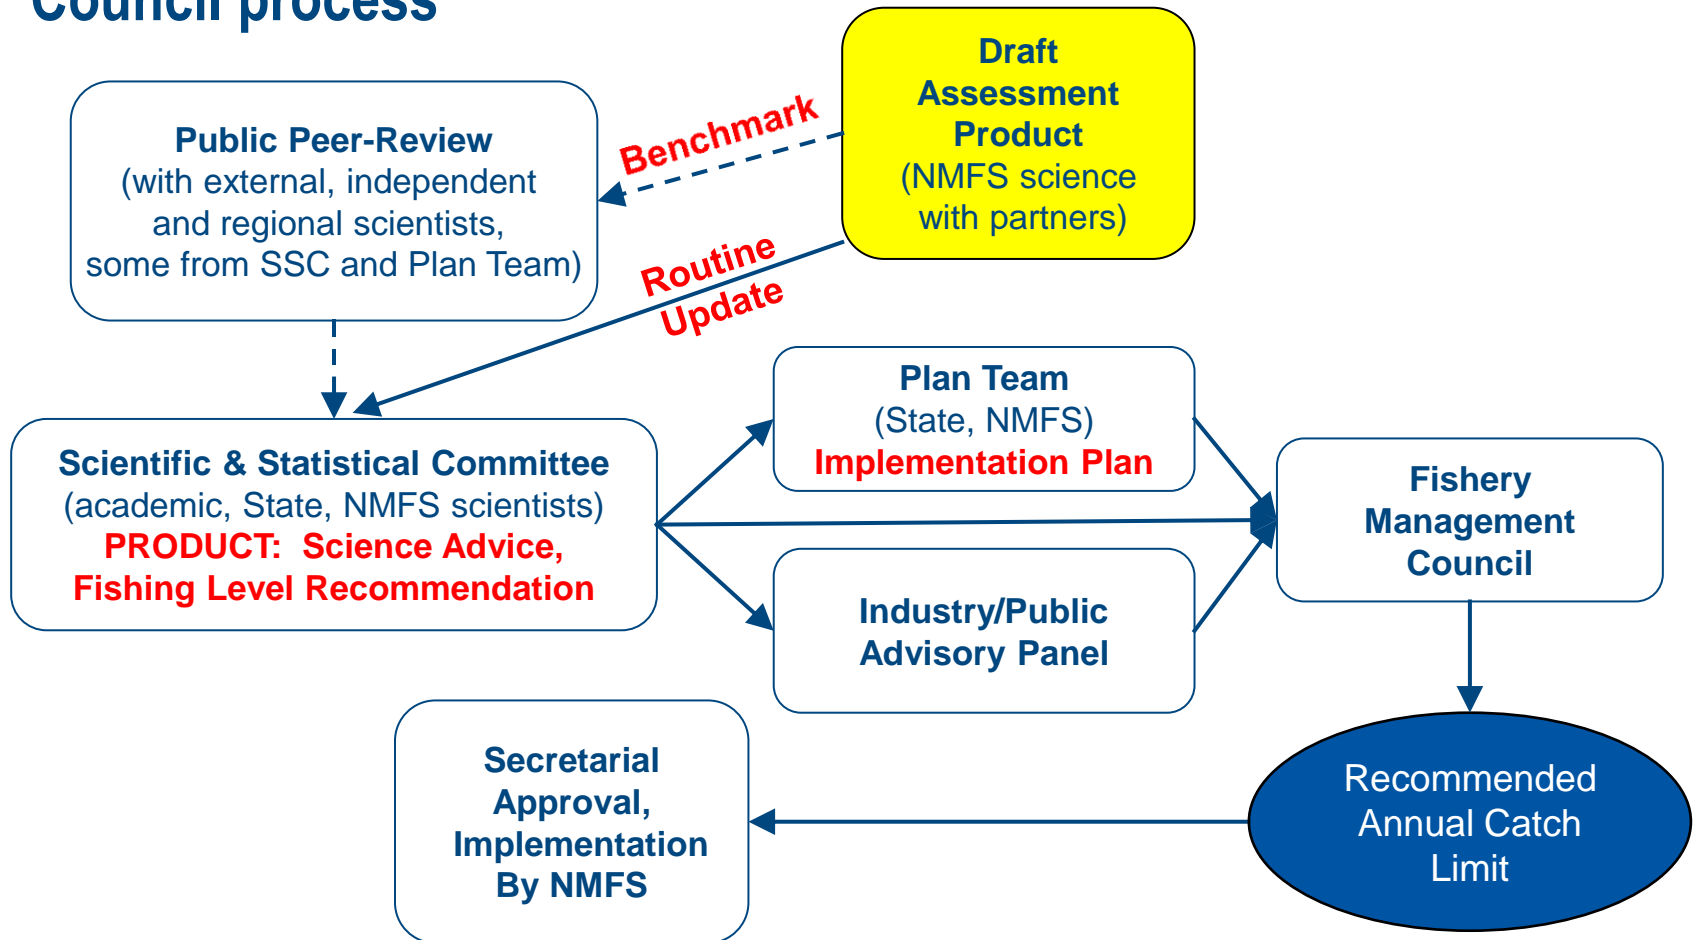 Council process
Draft
Assessment
Product
(NMFS science
with partners)
Benchmark
Public Peer-Review
(with external, independent
and regional scientists,
some from SSC and Plan Team)
Routine
Update
Plan Team
(State, NMFS)
Implementation Plan
Scientific & Statistical Committee
(academic, State, NMFS scientists)
PRODUCT: Science Advice,
Fishing Level Recommendation
Fishery
Management
Council
Industry/Public
Advisory Panel
Secretarial
Approval,
Implementation
By NMFS
Recommended
Annual Catch
Limit